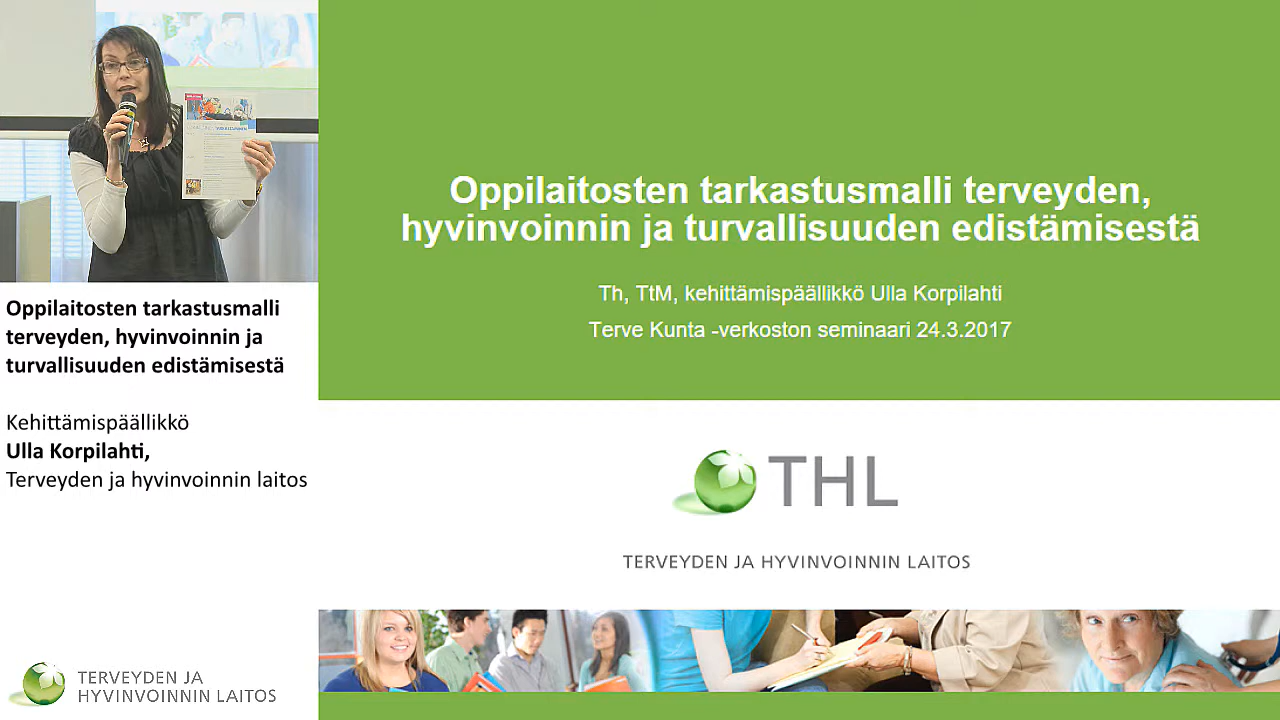 Oppilaitosten tarkastusmalli
terveyden, hyvinvoinnin ja
turvallisuuden edistämisestä
Kehittämispäällikkö
Ulla Korpilahti,
Terveyden ja hyvinvoinnin laitos
TERVEYDEN JA
HYVINVOINNIN LAITOS
Oppilaitosten tarkastusmalli terveyden,
hyvinvoinnin ja turvallisuuden edistämisestä
Th, TtM, kehittämispäällikkö Ulla Korpilahti
Terve Kunta -verkoston seminaari 24.3.2017
THL
TERVEYDEN JA HYVINVOINNIN LAITOS